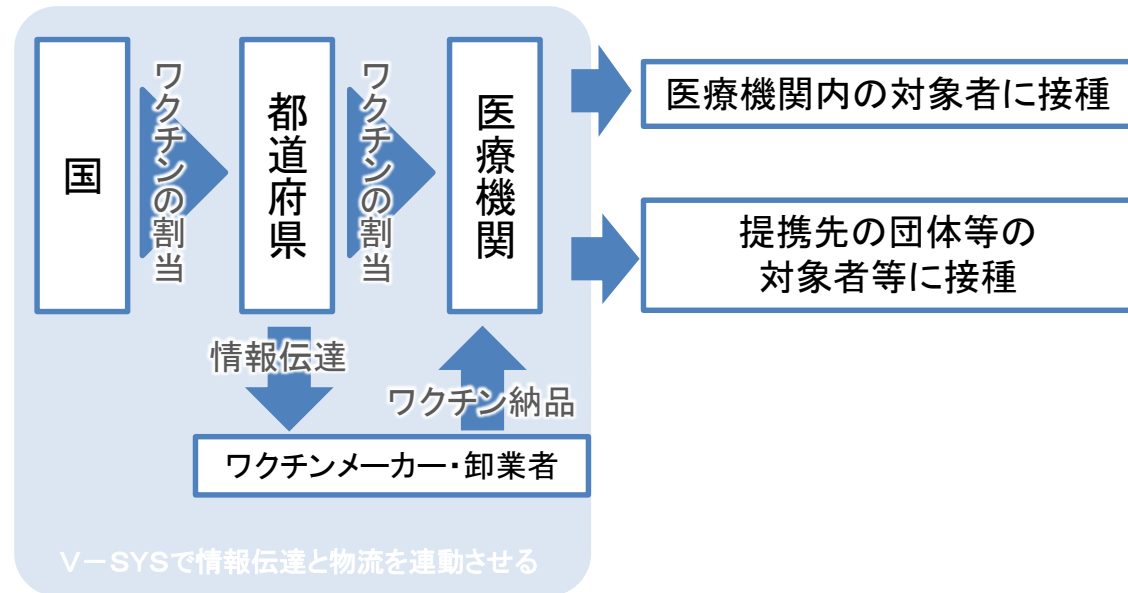 国
ワクチンの割当
都道府県
ワクチンの割当
医療機関
医療機関内の対象者に接種
提携先の団体等の
対象者等に接種
情報伝達
ワクチン納品
ワクチンメーカー・卸業者
V－SYSで情報伝達と物流を連動させる